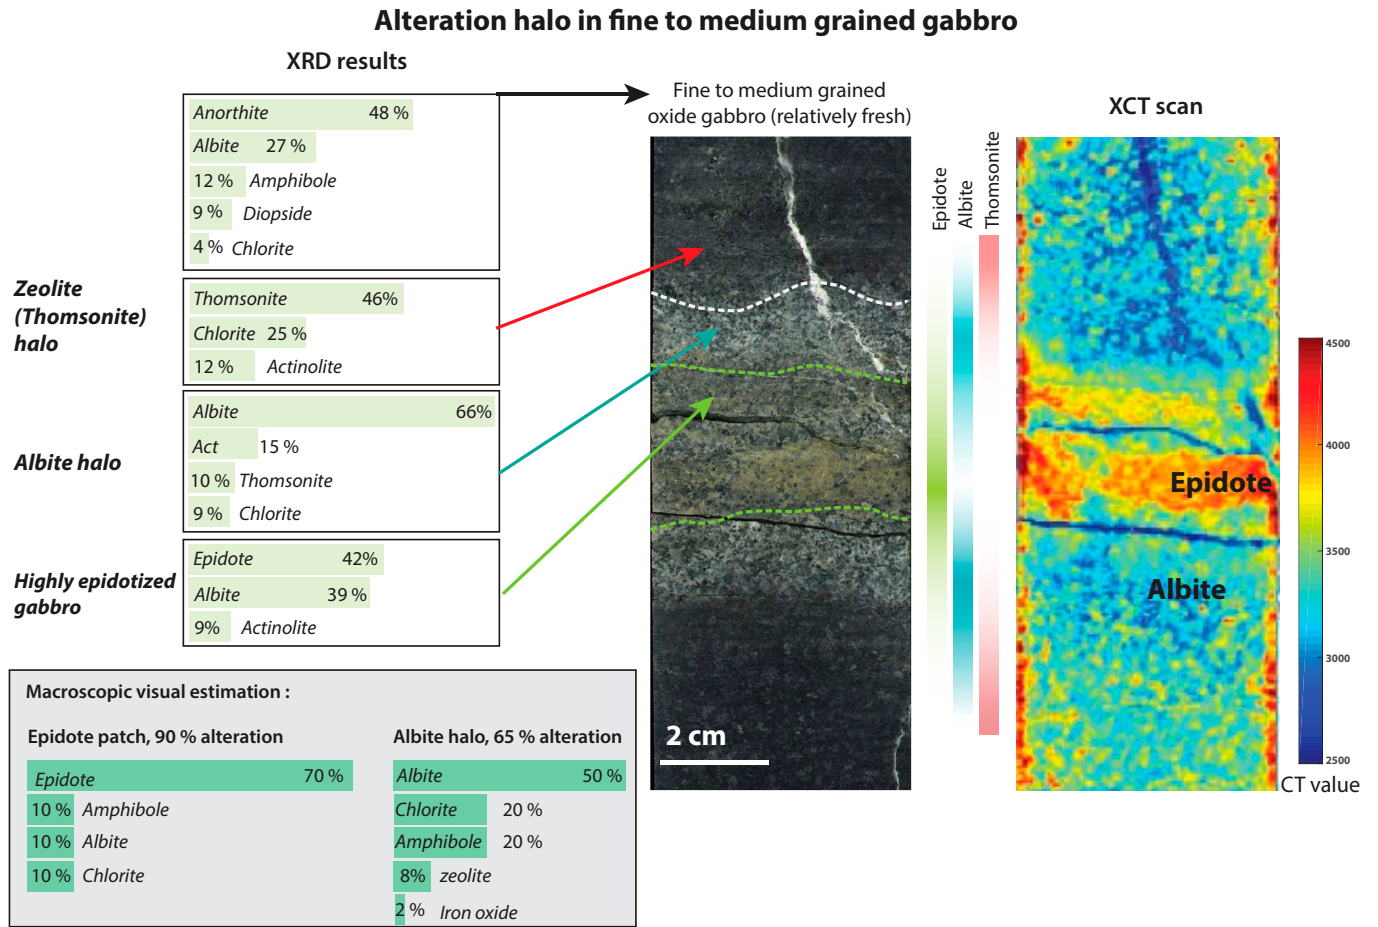 Alteration halo in fine to medium grained gabbro
XRD results
Anorthite 48 %
Albite 27 %
12 % Amphibole
9 % Diopside
4 % Chlorite
Zeolite
(Thomsonite)
halo
Thomsonite 46%
Chlorite 25 %
12 % Actinolite
Albite halo
Albite 66%
Act 15 %
10 % Thomsonite
9 % Chlorite
Highly epidotized
gabbro
Epidote 42%
Albite 39 %
9% Actinolite
Fine to medium grained
oxide gabbro (relatively fresh)
2 cm
Epidote
Albite
Thomsonite
XCT scan
Epidote
Albite
4500
4000
3500
3000
2500
CT value
Macroscopic visual estimation :
Epidote patch, 90 % alteration
Epidote 70 %
10 % Amphibole
10 % Albite
10 % Chlorite
Albite halo, 65 % alteration
Albite 50 %
Chlorite 20 %
Amphibole 20 %
8% zeolite
2 % Iron oxide